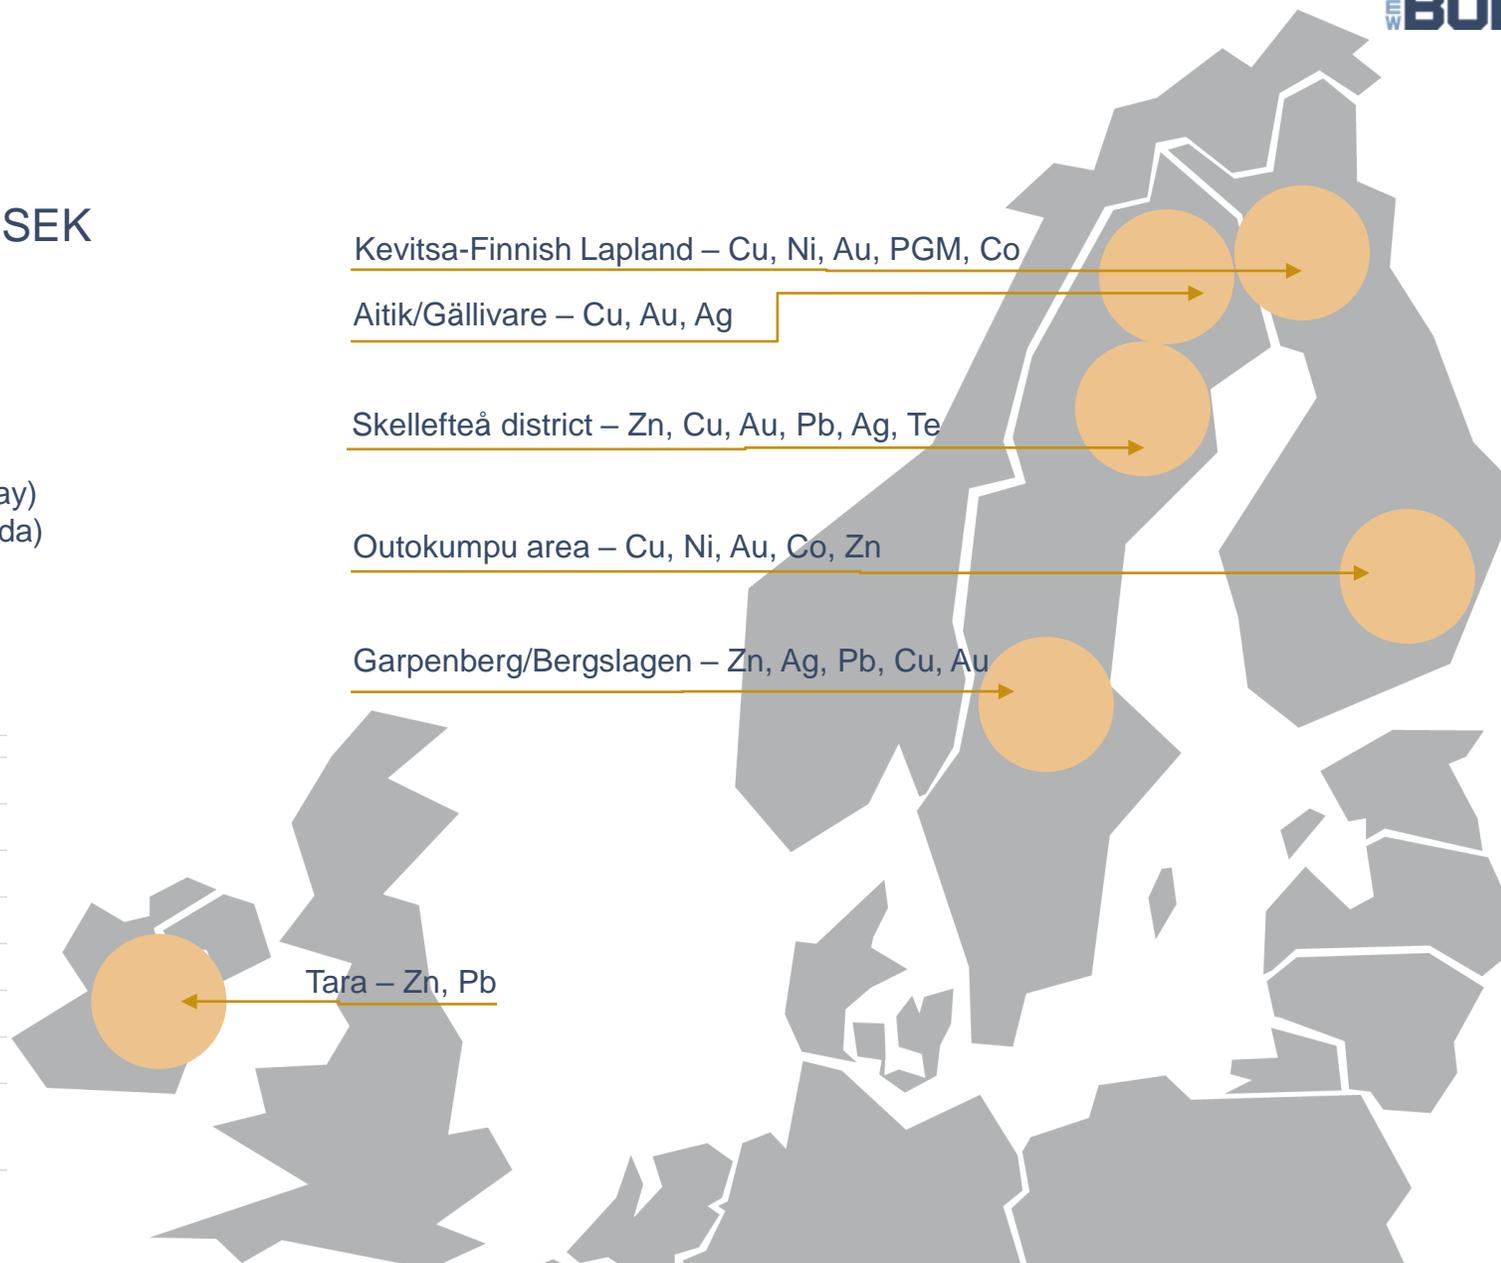 SEK
Kevitsa-Finnish Lapland – Cu, Ni, Au, PGM, Co
Aitik/Gällivare – Cu, Au, Ag
Skellefteå district – Zn, Cu, Au, Pb, Ag, Te
ay)
da)
Outokumpu area – Cu, Ni, Au, Co, Zn
Garpenberg/Bergslagen – Zn, Ag, Pb, Cu, Au
Tara – Zn, Pb